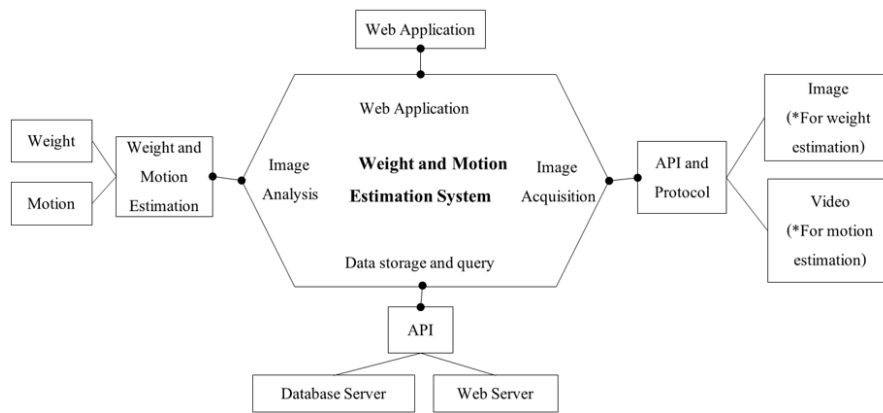 Web Application
Web Application
Weight
Motion
Weight and
Motion
Estimation
Image
Analysis
Weight and Motion
Estimation System
Image
Acquisition
API and
Protocol
Image
(*For weight
estimation)
Video
(*For motion
estimation)
Data storage and query
API
Database Server
Web Server